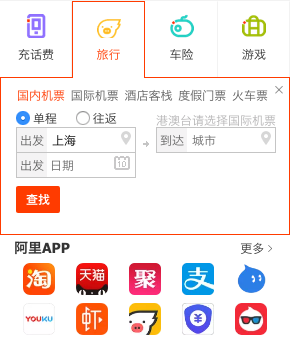 充话费 旅行 车险 游戏
国内机票 国际机票 酒店客栈 度假门票 火车票
单程 往返 港澳台请选择国际机票
出发 上海 到达 城市
出发 日期 10
查找
阿里APP 更多
淘 天猫 聚 支
YOUKU 虾